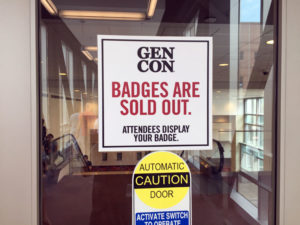 GEN
CON
BADGES ARE
SOLD OUT.
ATTENDEES DISPLAY
YOUR BADGE.
AUTOMATIC
CAUTION
DOOR
ACTIVATE SWITCH
TO OPERATE